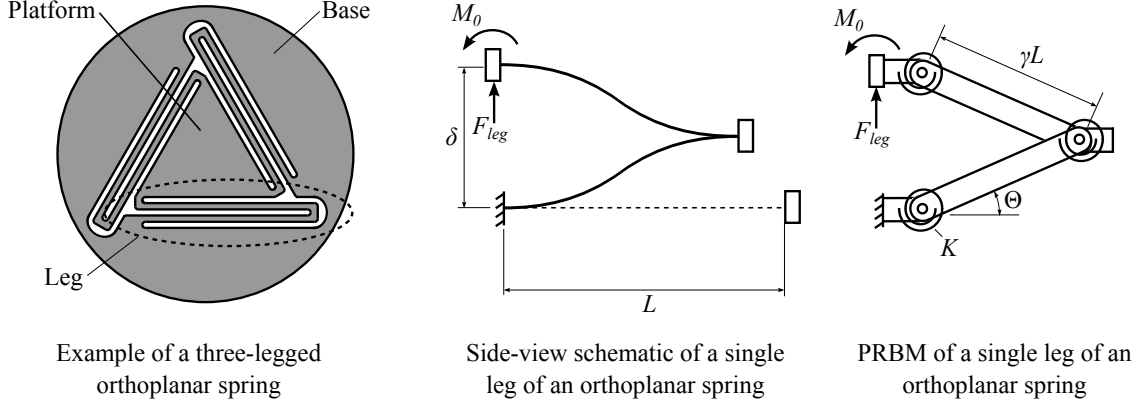 Platform
Base
Leg
Example of a three-legged
orthoplanar spring
M0
Fleg
δ
L
Side-view schematic of a single
leg of an orthoplanar spring
M0
Fleg
γL
Θ
K
PRBM of a single leg of an
orthoplanar spring